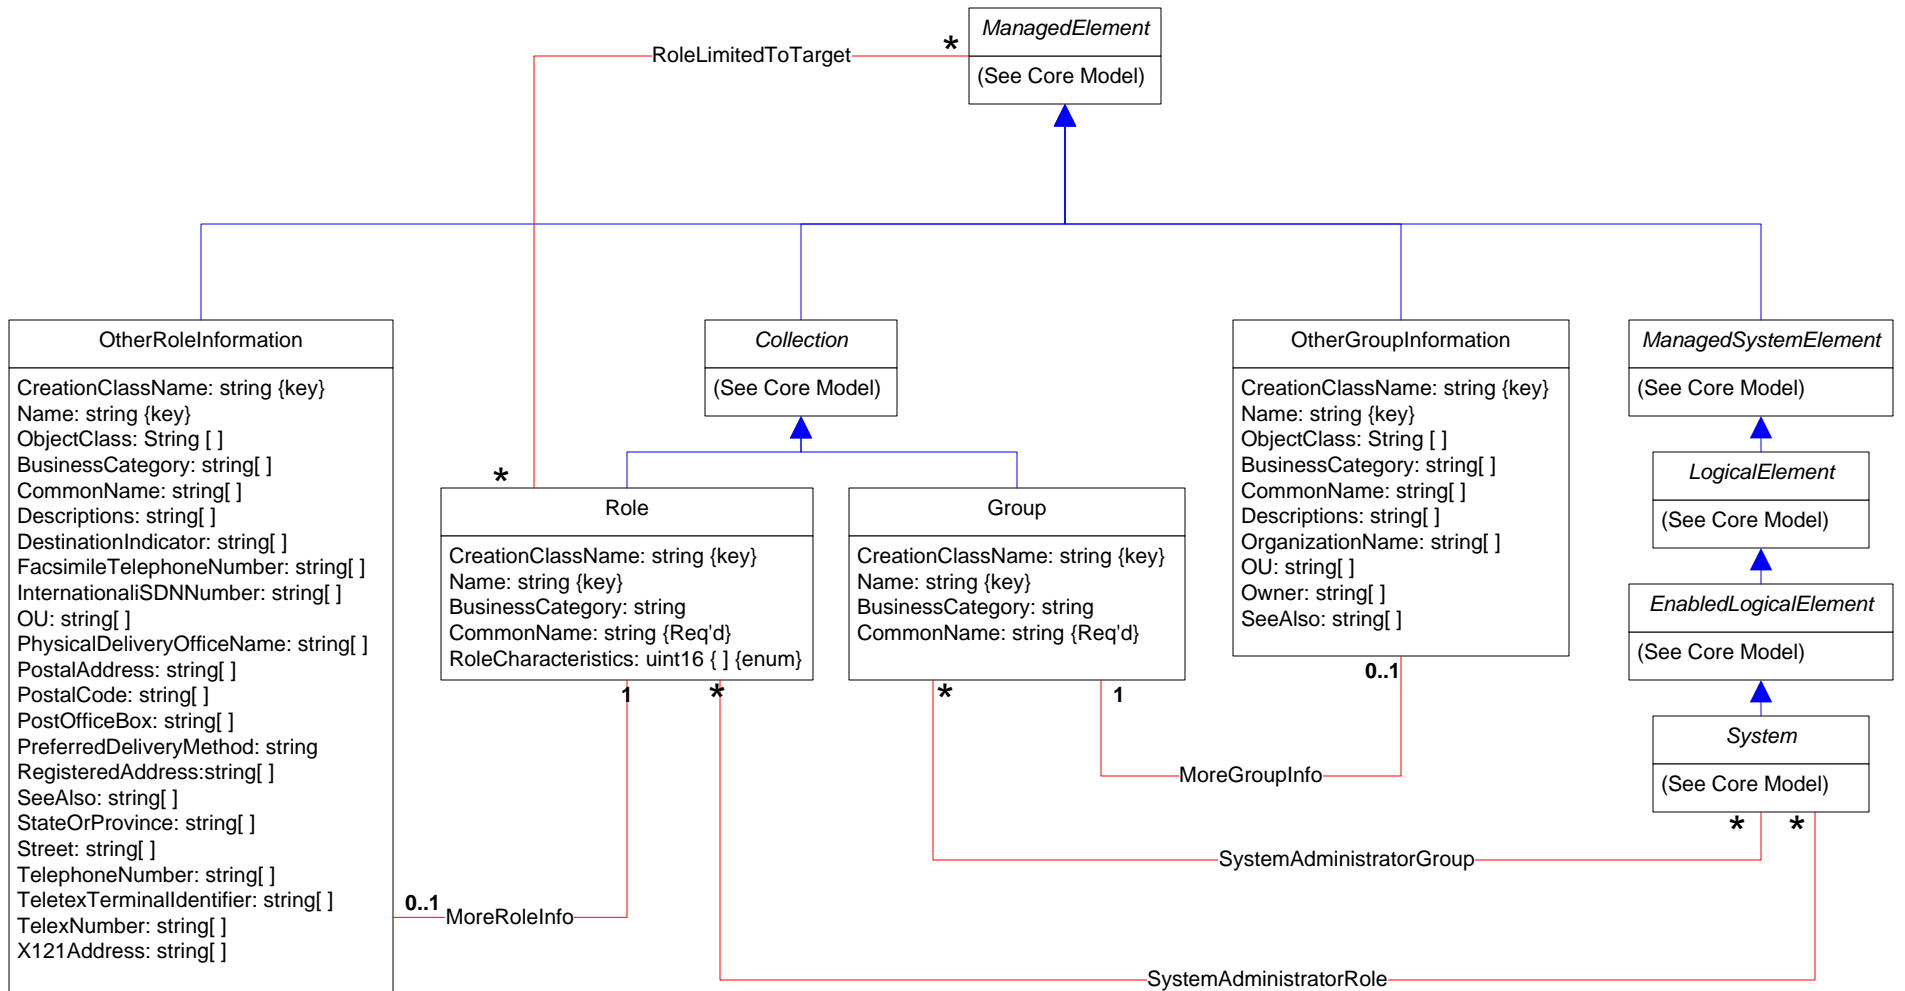 ManagedElement
(See Core Model)
RoleLimitedToTarget
*
*
OtherRoleInformation
CreationClassName: string {key}
Name: string {key}
ObjectClass: String [ ]
BusinessCategory: string[ ]
CommonName: string[ ]
Descriptions: string[ ]
DestinationIndicator: string[ ]
FacsimileTelephoneNumber: string[ ]
InternationaliSDNNumber: string[ ]
OU: string[ ]
PhysicalDeliveryOfficeName: string[ ]
PostalAddress: string[ ]
PostalCode: string[ ]
PostOfficeBox: string[ ]
PreferredDeliveryMethod: string
RegisteredAddress:string[ ]
SeeAlso: string[ ]
StateOrProvince: string[ ]
Street: string[ ]
TelephoneNumber: string[ ]
TeletexTerminalIdentifier: string[ ]
TelexNumber: string[ ]
X121Address: string[ ]
Collection
(See Core Model)
Role
CreationClassName: string {key}
Name: string {key}
BusinessCategory: string
CommonName: string {Req'd}
RoleCharacteristics: uint16 { ] {enum}
1
*
Group
CreationClassName: string {key}
Name: string {key}
BusinessCategory: string
CommonName: string {Req'd}
*
1
OtherGroupInformation
CreationClassName: string {key}
Name: string {key}
ObjectClass: String [ ]
BusinessCategory: string[ ]
CommonName: string[ ]
Descriptions: string[ ]
OrganizationName: string[ ]
OU: string[ ]
Owner: string[ ]
SeeAlso: string[ ]
0..1
ManagedSystemElement
(See Core Model)
LogicalElement
(See Core Model)
EnabledLogicalElement
(See Core Model)
System
(See Core Model)
*
*
MoreGroupInfo
SystemAdministratorGroup
0..1
MoreRoleInfo
SystemAdministratorRole